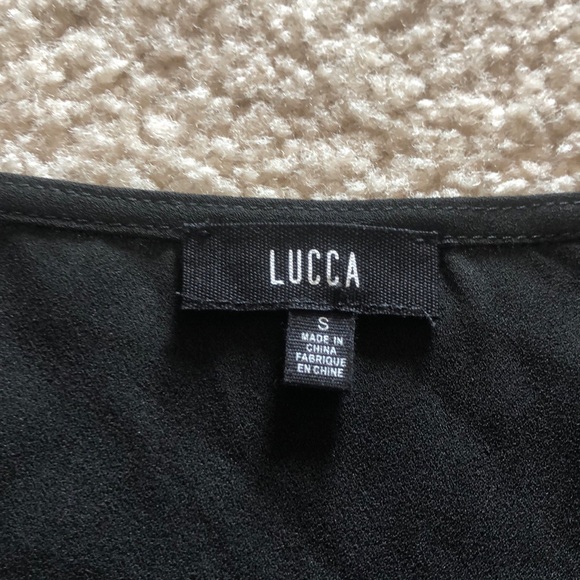 LUCCA
S
MADE IN
CHINA
FABRIQUE
EN CHINE